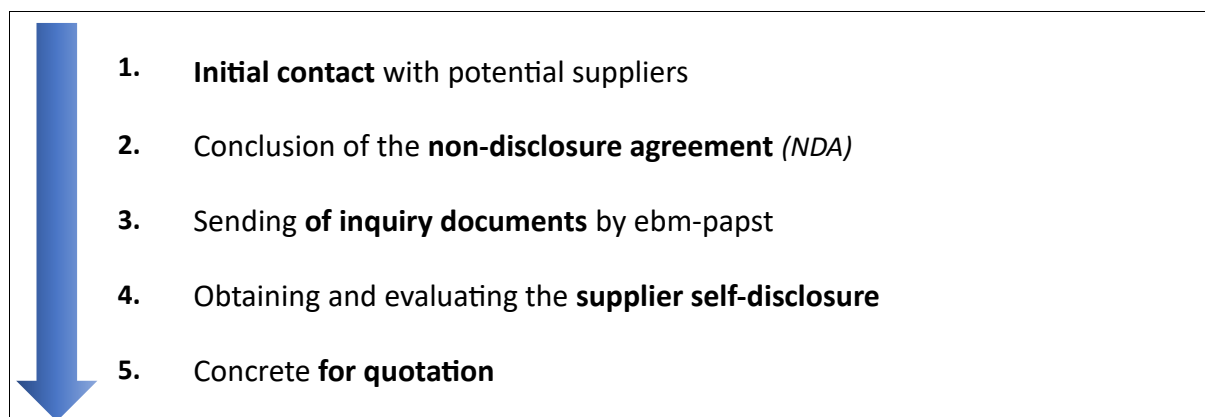 1. Initial contact with potential suppliers
2. Conclusion of the non-disclosure agreement (NDA)
3. Sending of inquiry documents by ebm-papst
4. Obtaining and evaluating the supplier self-disclosure
5. Concrete for quotation